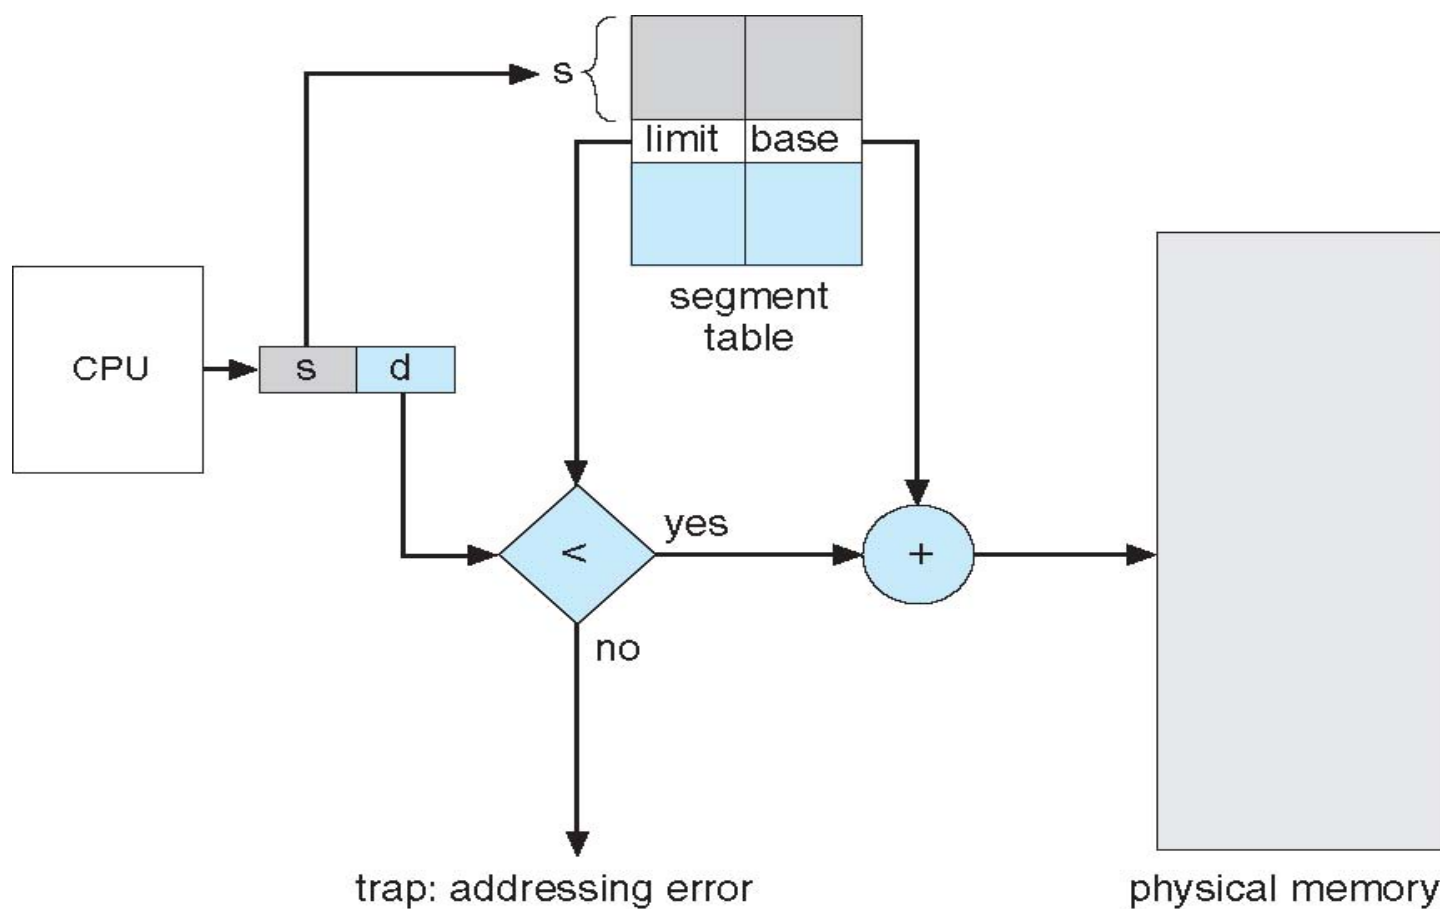 s
limit base
segment
table
CPU
s d
yes
<
+
no
trap: addressing error
physical memory